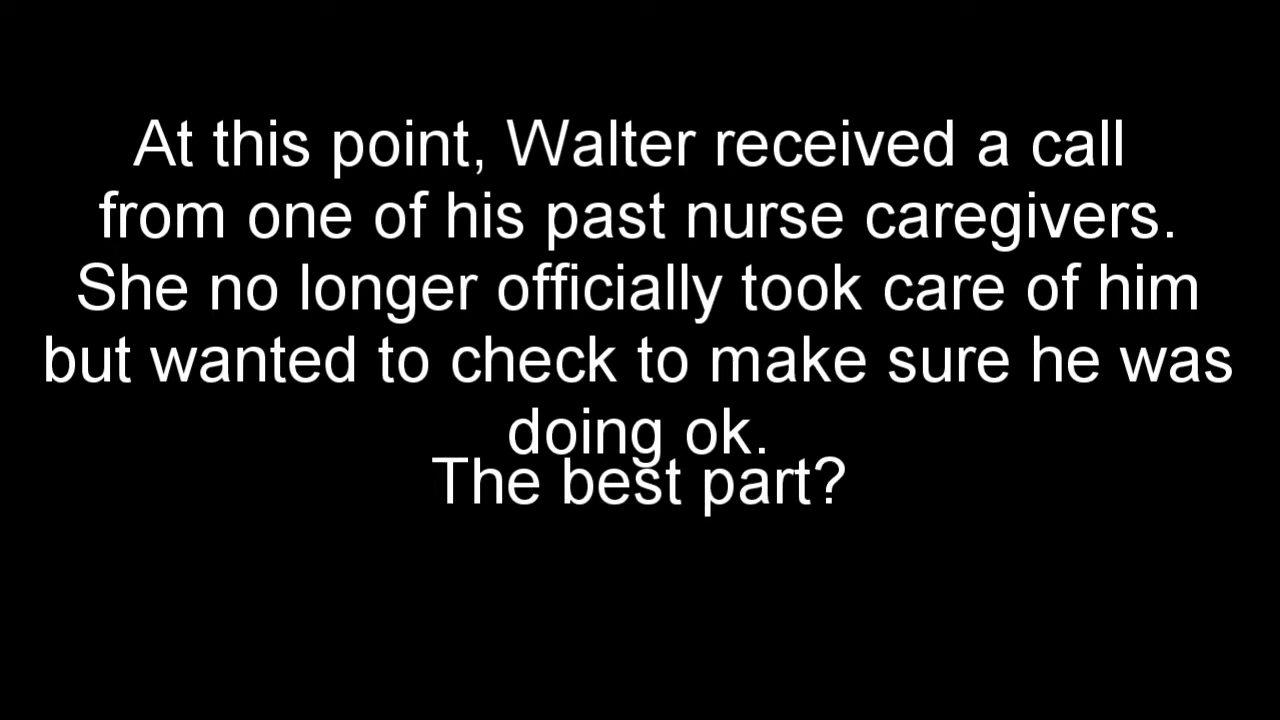 At this point, Walter received a call
from one of his past nurse caregivers.
She no longer officially took care of him
but wanted to check to make sure he was
doing ok.
The best part?